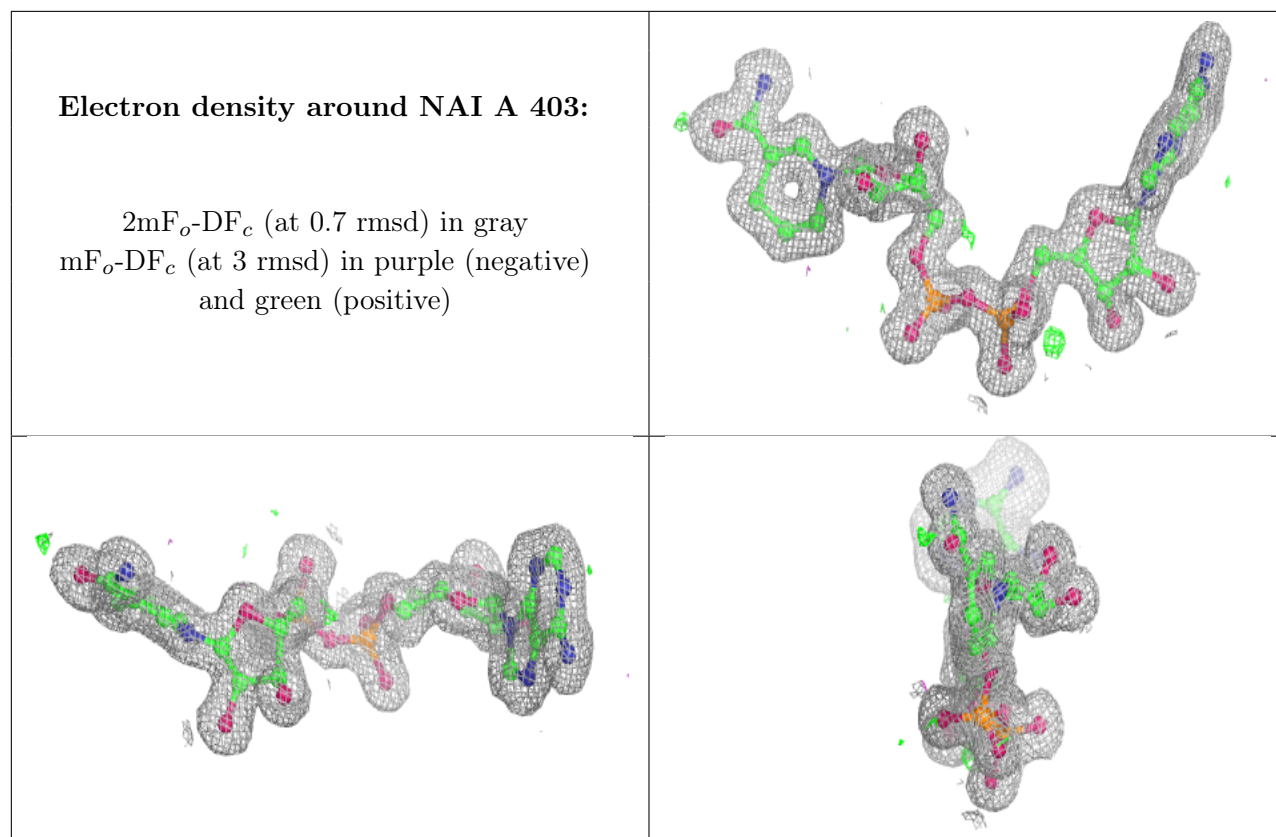 Electron density around NAI A 403:
2mFo-DFc (at 0.7 rmsd) in gray
mFo-DFc (at 3 rmsd) in purple (negative)
and green (positive)